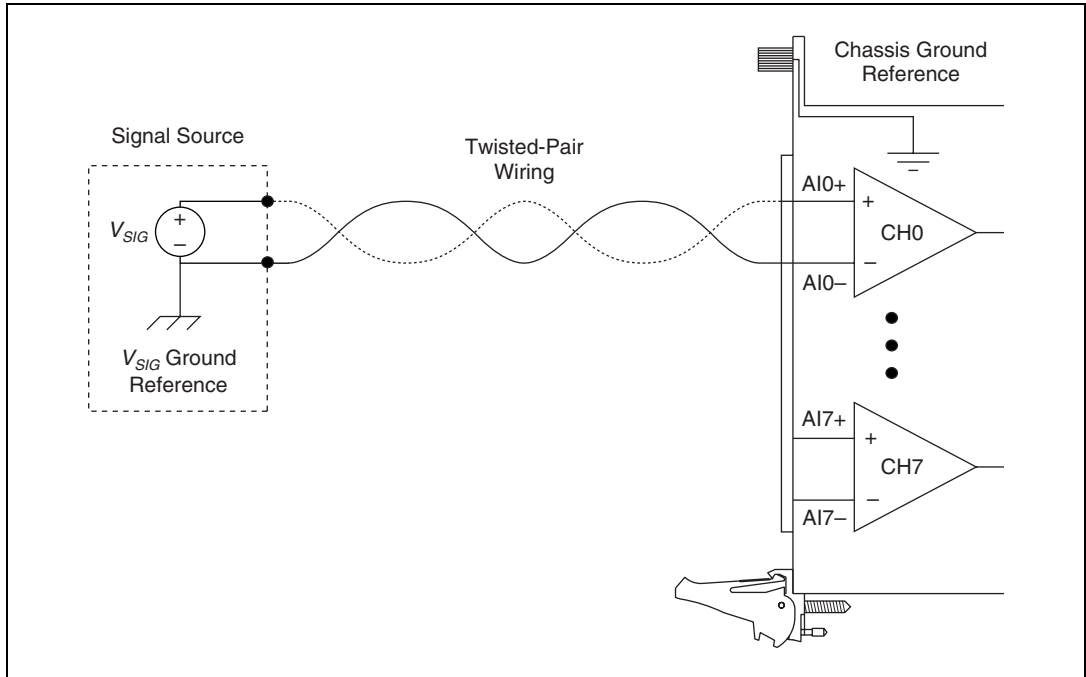 Chassis Ground
Reference
Signal Source
Twisted-Pair
Wiring
AI0+
+
CH0
–
AI0–
+
V_SIG
–
V_SIG Ground
Reference
AI7+
+
CH7
–
AI7–